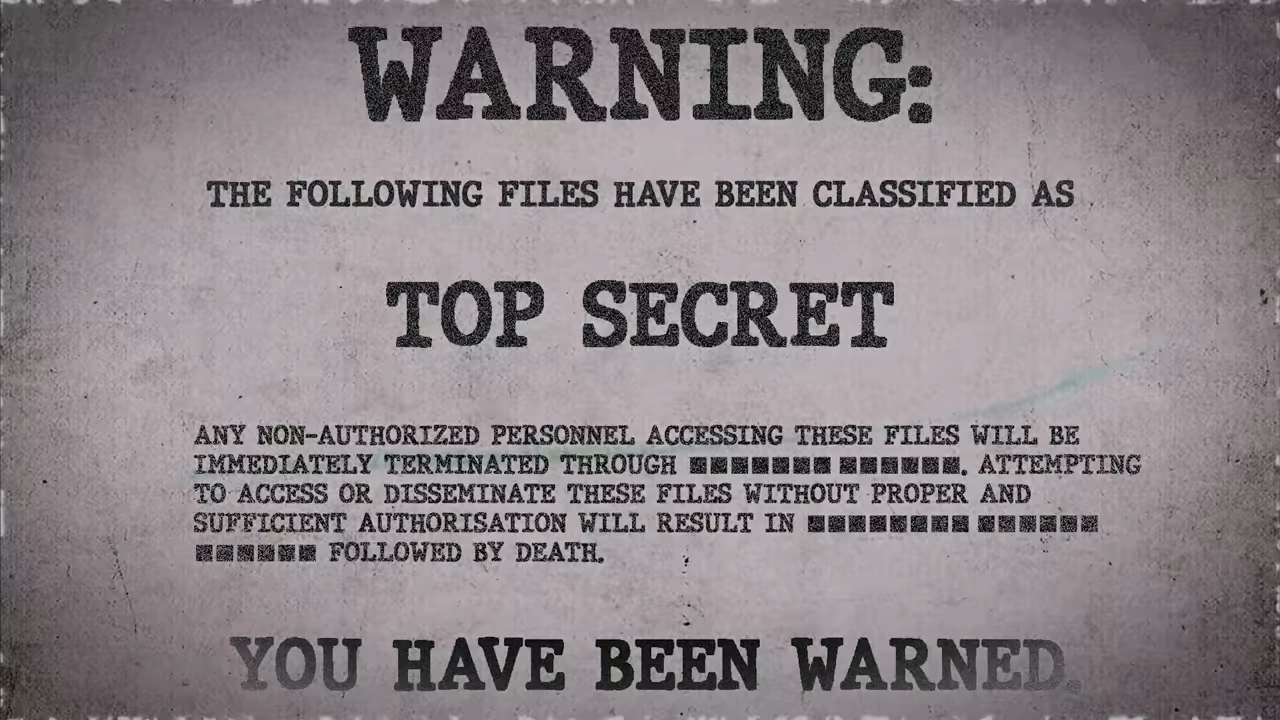 WARNING:
THE FOLLOWING FILES HAVE BEEN CLASSIFIED AS
TOP SECRET
ANY NON-AUTHORIZED PERSONNEL ACCESSING THESE FILES WILL BE
IMMEDIATELY TERMINATED THROUGH ■■■■■■■ ■■■■■■. ATTEMPTING
TO ACCESS OR DISSEMINATE THESE FILES WITHOUT PROPER AND
SUFFICIENT AUTHORISATION WILL RESULT IN ■■■■■■■■ ■■■■■■
■■■■■■ FOLLOWED BY DEATH.
YOU HAVE BEEN WARNED.